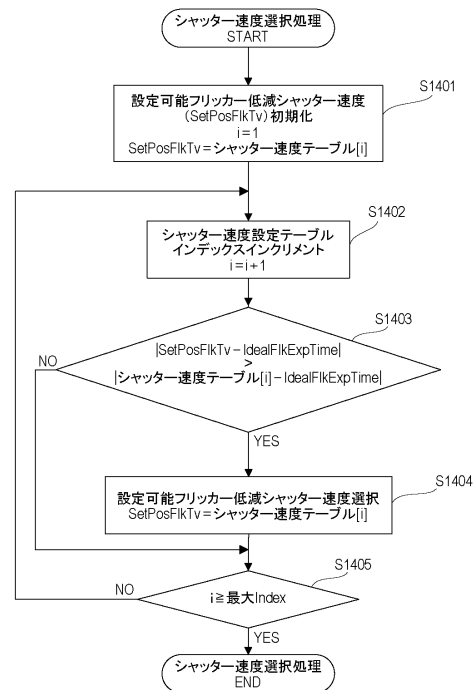 シャッター速度選択処理
START
S1401
設定可能フリッカー低減シャッター速度
(SetPosFlkTv)初期化
i=1
SetPosFlkTv=シャッター速度テーブル[i]
S1402
シャッター速度設定テーブル
インデックスインクリメント
i=i+1
S1403
|SetPosFlkTv-IdealFlkExpTime|
>
|シャッター速度テーブル[i]-IdealFlkExpTime|
NO
YES
S1404
設定可能フリッカー低減シャッター速度選択
SetPosFlkTv=シャッター速度テーブル[i]
S1405
NO
i≧最大Index
YES
シャッター速度選択処理
END